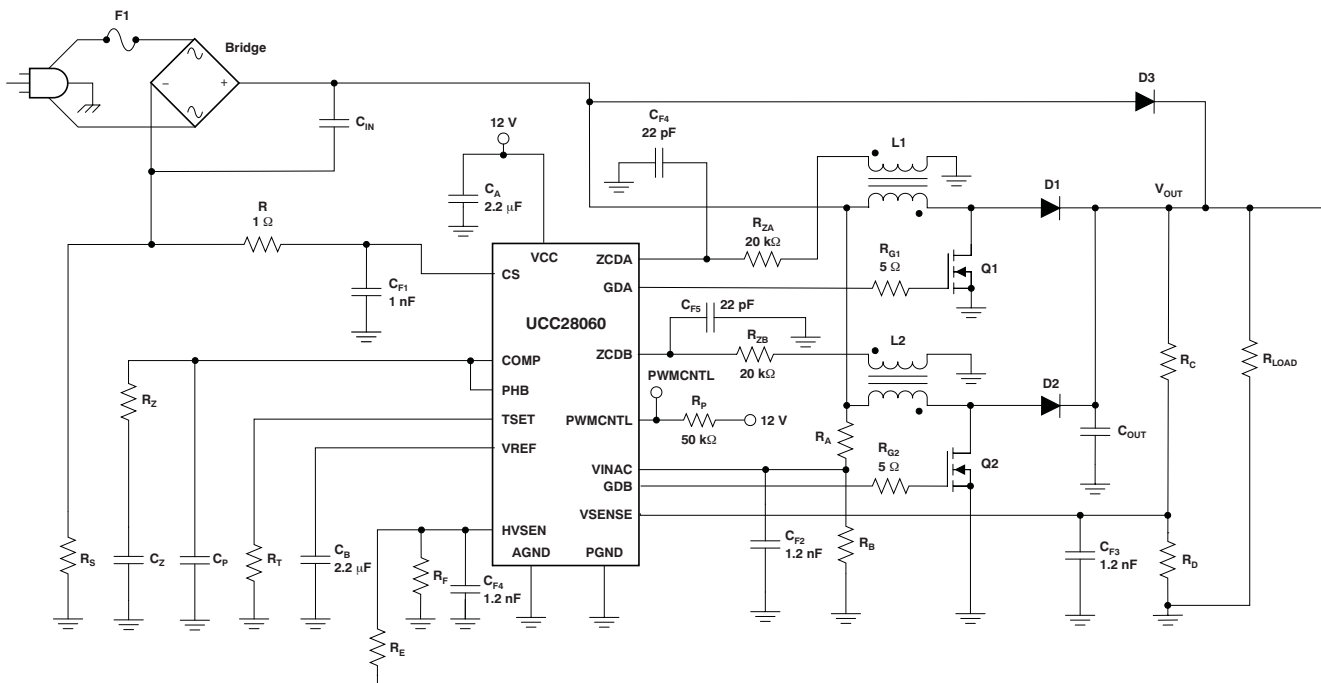 F1
Bridge
D3
C_F4
22 pF
12 V
C_IN
L1
C_A
2.2 μF
D1
V_OUT
R
1 Ω
R_ZA
20 kΩ
VCC
ZCDA
R_G1
5 Ω
CS
Q1
GDA
C_F1
1 nF
C_F5
22 pF
UCC28060
R_ZB
L2
ZCDB
COMP
20 kΩ
R_C
R_LOAD
PWMCNTL
PHB
D2
R_Z
R_P
TSET
PWMCNTL
12 V
50 kΩ
R_A
C_OUT
VREF
R_G2
5 Ω
Q2
VINAC
GDB
VSENSE
HVSEN
C_F2
1.2 nF
R_B
C_F3
1.2 nF
R_D
AGND
PGND
R_S
C_Z
C_P
R_T
C_B
2.2 μF
R_F
C_F4
1.2 nF
R_E